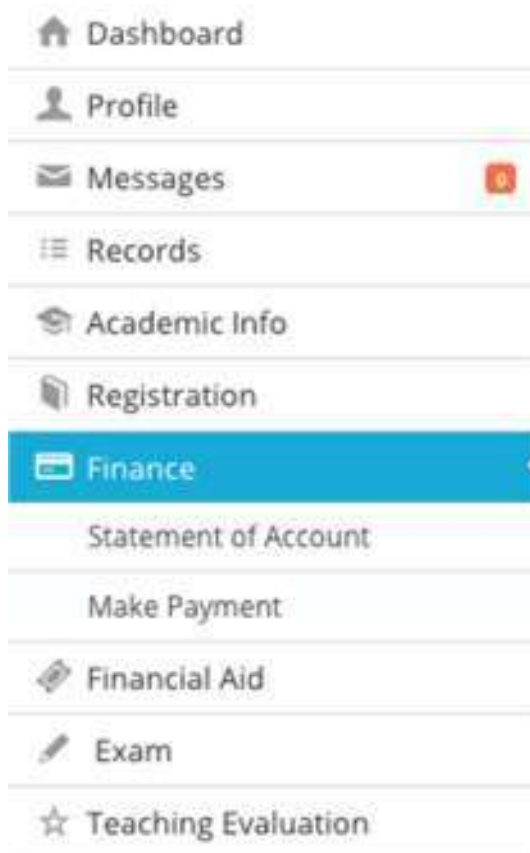 Dashboard
Profile
Messages 0
Records
Academic Info
Registration
Finance
Statement of Account
Make Payment
Financial Aid
Exam
Teaching Evaluation